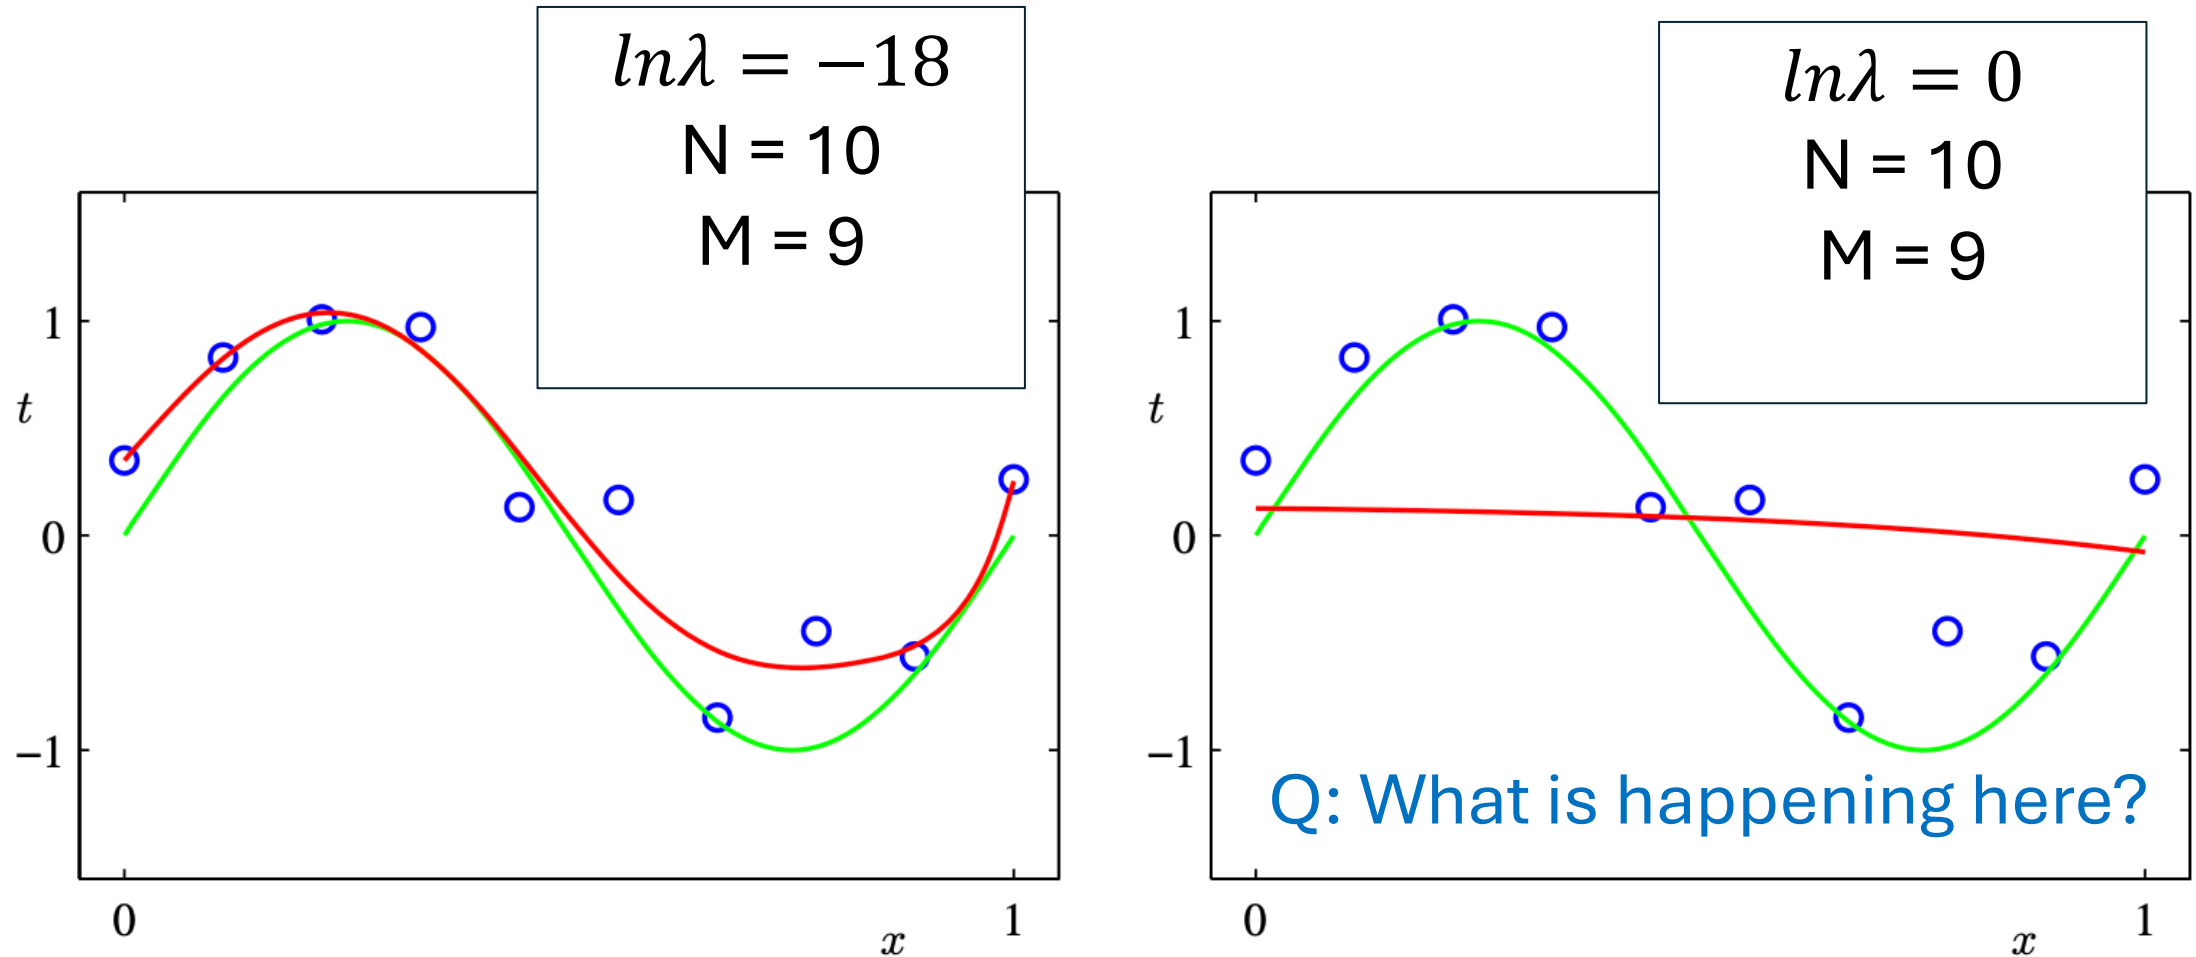 lnλ = −18
N = 10
M = 9
1
t
0
−1
0
x
1
lnλ = 0
N = 10
M = 9
1
t
0
−1
Q: What is happening here?
0
x
1